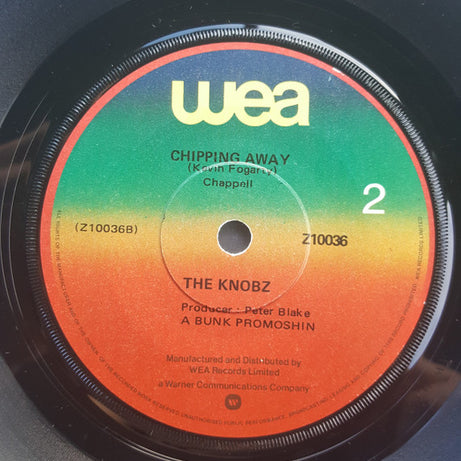 wea
CHIPPING AWAY
(Kevin Fogarty)
Chappell
2
(Z10036B)
Z10036
THE KNOBZ
Producer : Peter Blake
A BUNK PROMOSHIN
Manufactured and Distributed by
WEA Records Limited
a Warner Communications Company